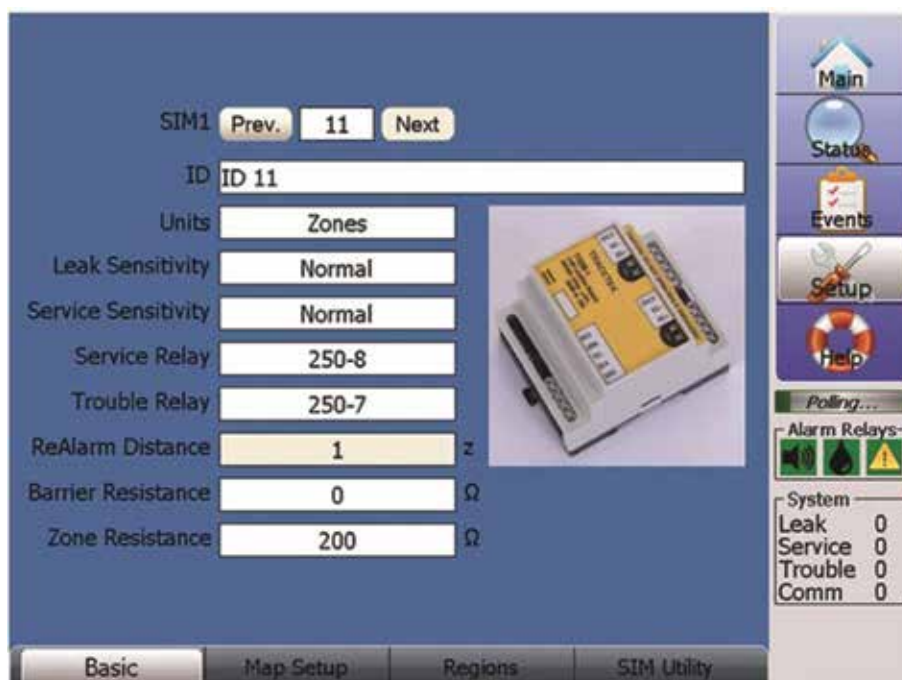 SIM1 Prev. 11 Next
ID ID 11
Units Zones
Leak Sensitivity Normal
Service Sensitivity Normal
Service Relay 250-8
Trouble Relay 250-7
ReAlarm Distance 1 z
Barrier Resistance 0 Ω
Zone Resistance 200 Ω
TRACETEK
Basic Map Setup Regions SIM Utility
Main
Status
Events
Setup
Help
Polling...
Alarm Relays
System
Leak 0
Service 0
Trouble 0
Comm 0